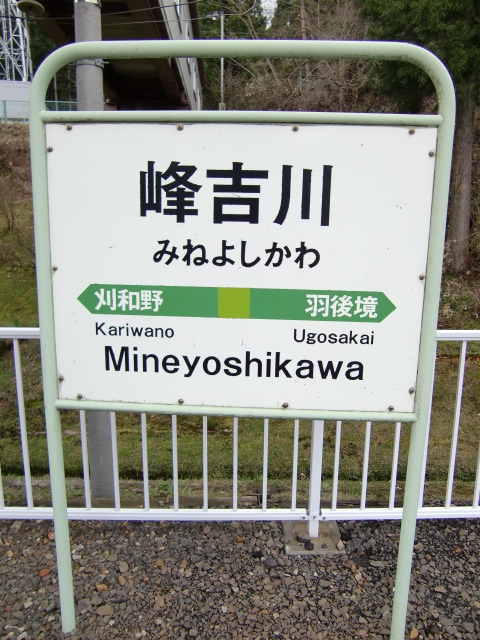 峰吉川
みねよしかわ
刈和野 羽後境
Kariwano Ugosakai
Mineyoshikawa